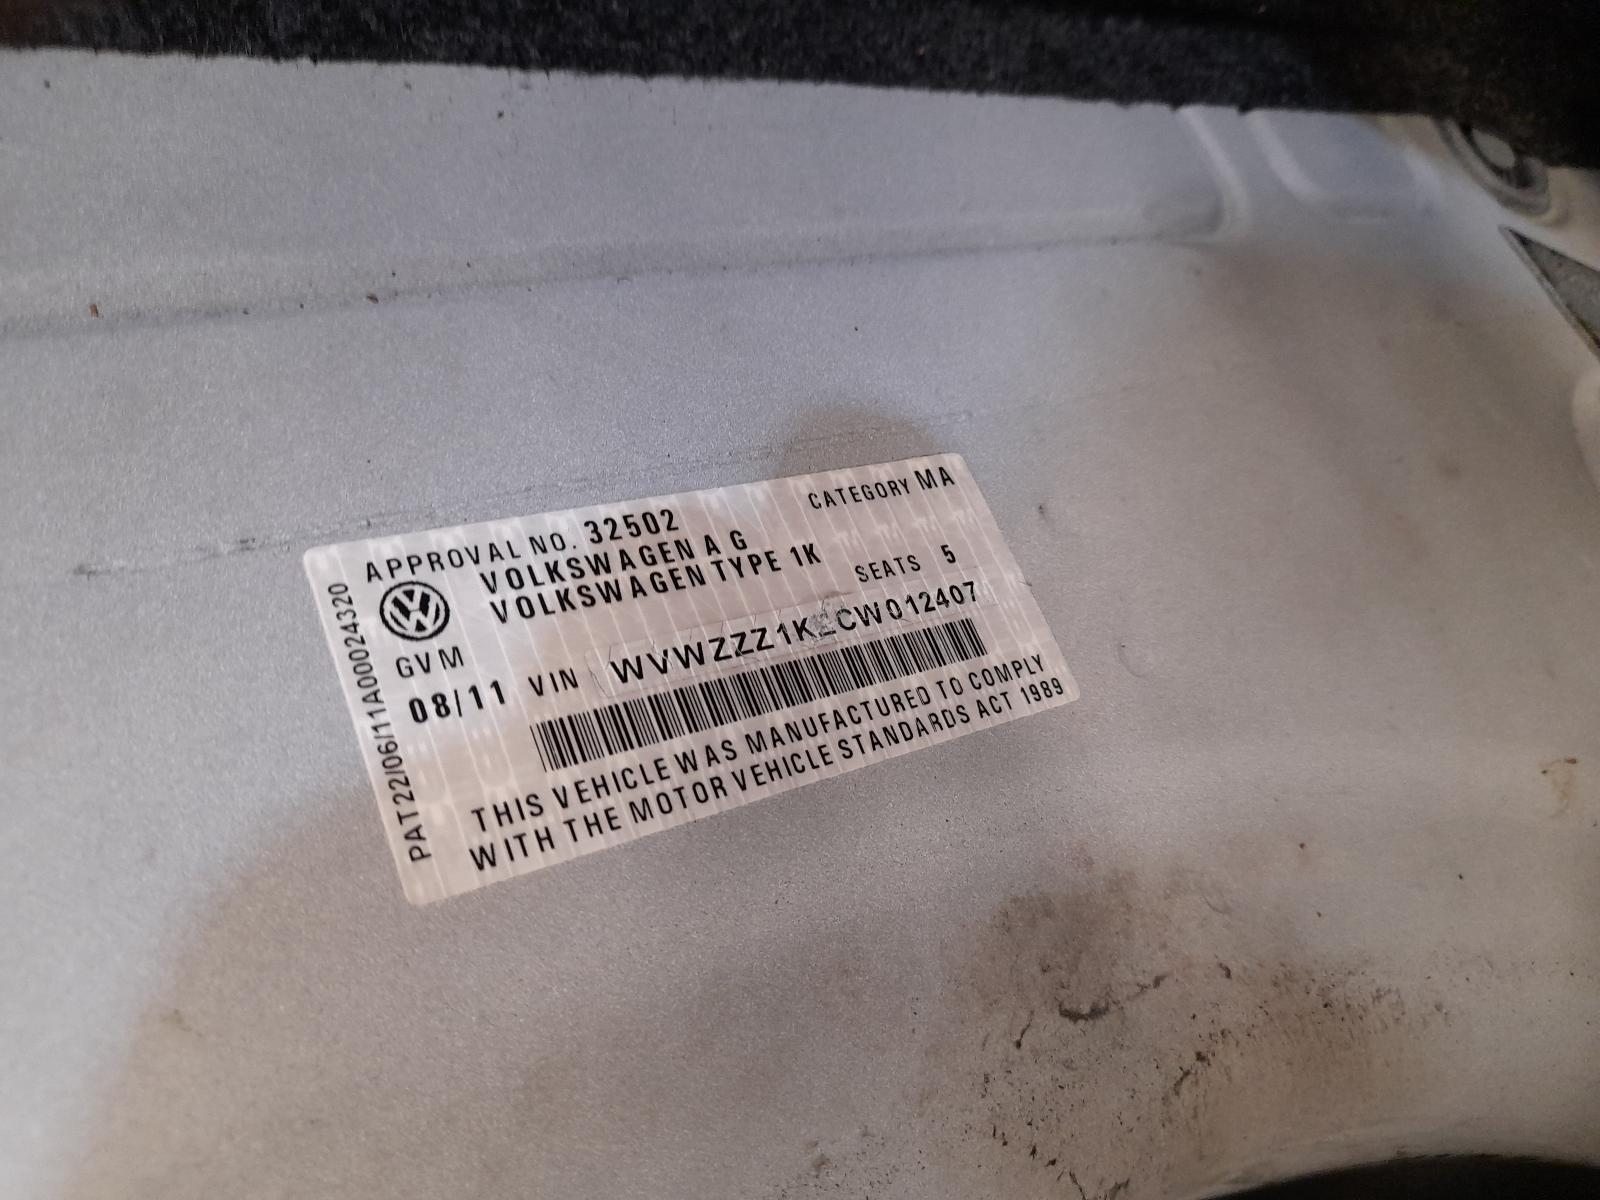 APPROVAL NO. 32502 CATEGORY MA
VOLKSWAGEN A G
VOLKSWAGEN TYPE 1K SEATS 5
GVM
08/11 VIN
THIS VEHICLE WAS MANUFACTURED TO COMPLY
WITH THE MOTOR VEHICLE STANDARDS ACT 1989
PAT22/06/11A00024320